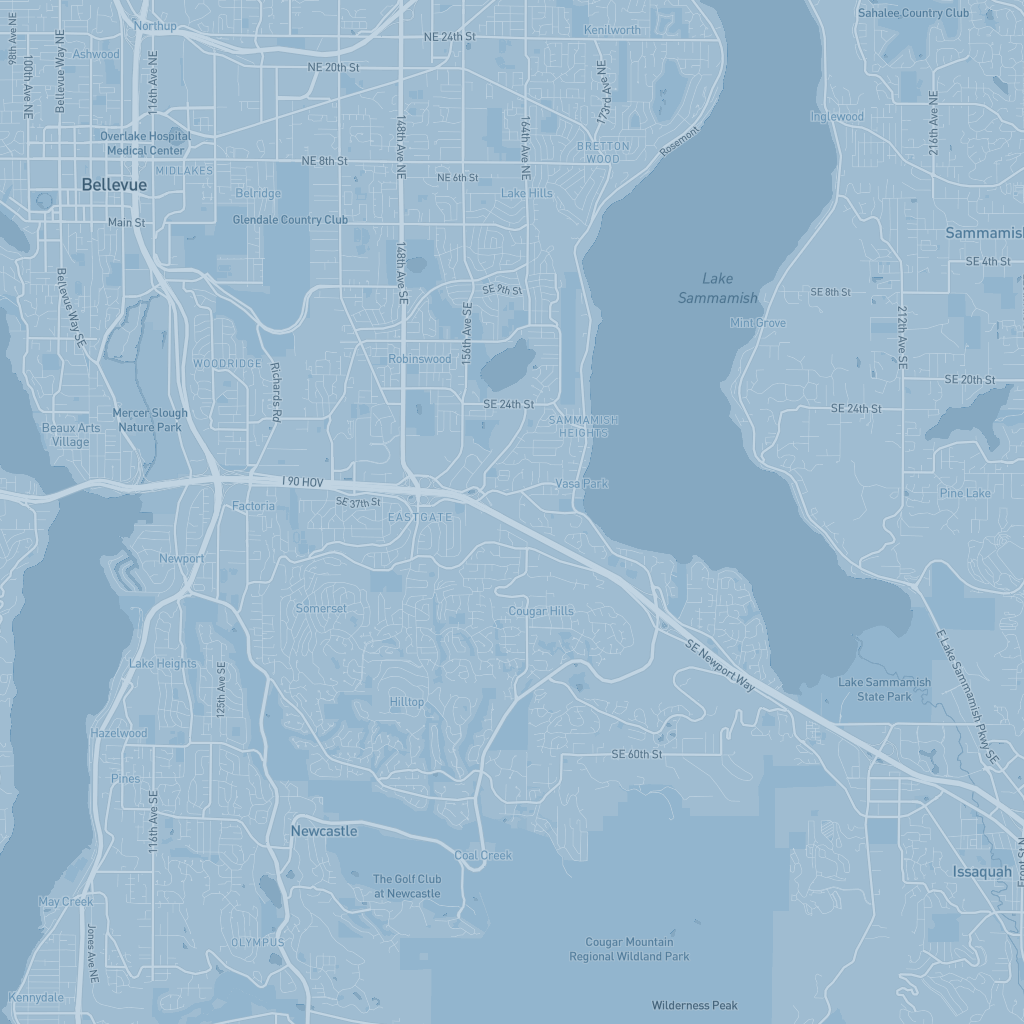 Sahalee Country Club
98th Ave NE
Northup
Kenilworth
NE 24th St
Ashwood
Bellevue Way NE
100th Ave NE
116th Ave NE
NE 20th St
173rd Ave NE
Inglewood
216th Ave NE
Overlake Hospital
Medical Center
148th Ave NE
164th Ave NE
Rosemont
BRETTON
WOOD
NE 8th St
MIDLAKES
NE 6th St
Bellevue
Belridge
Lake Hills
Main St
Glendale Country Club
Sammamish
148th Ave SE
SE 4th St
Lake
Sammamish
SE 9th St
SE 8th St
Bellevue Way SE
156th Ave SE
Mint Grove
212th Ave SE
WOODRIDGE
Robinswood
Richards Rd
SE 20th St
SE 24th St
SE 24th St
Mercer Slough
Nature Park
Beaux Arts
Village
SAMMAMISH
HEIGHTS
I 90 HOV
Vasa Park
Pine Lake
SE 37th St
Factoria
EASTGATE
Newport
Somerset
Cougar Hills
Lake Heights
125th Ave SE
SE Newport Way
E Lake Sammamish Pkwy SE
Lake Sammamish
State Park
Hilltop
Hazelwood
SE 60th St
Pines
116th Ave SE
Newcastle
Coal Creek
Front St N
Issaquah
The Golf Club
at Newcastle
May Creek
Jones Ave NE
OLYMPUS
Cougar Mountain
Regional Wildland Park
Kennydale
Wilderness Peak